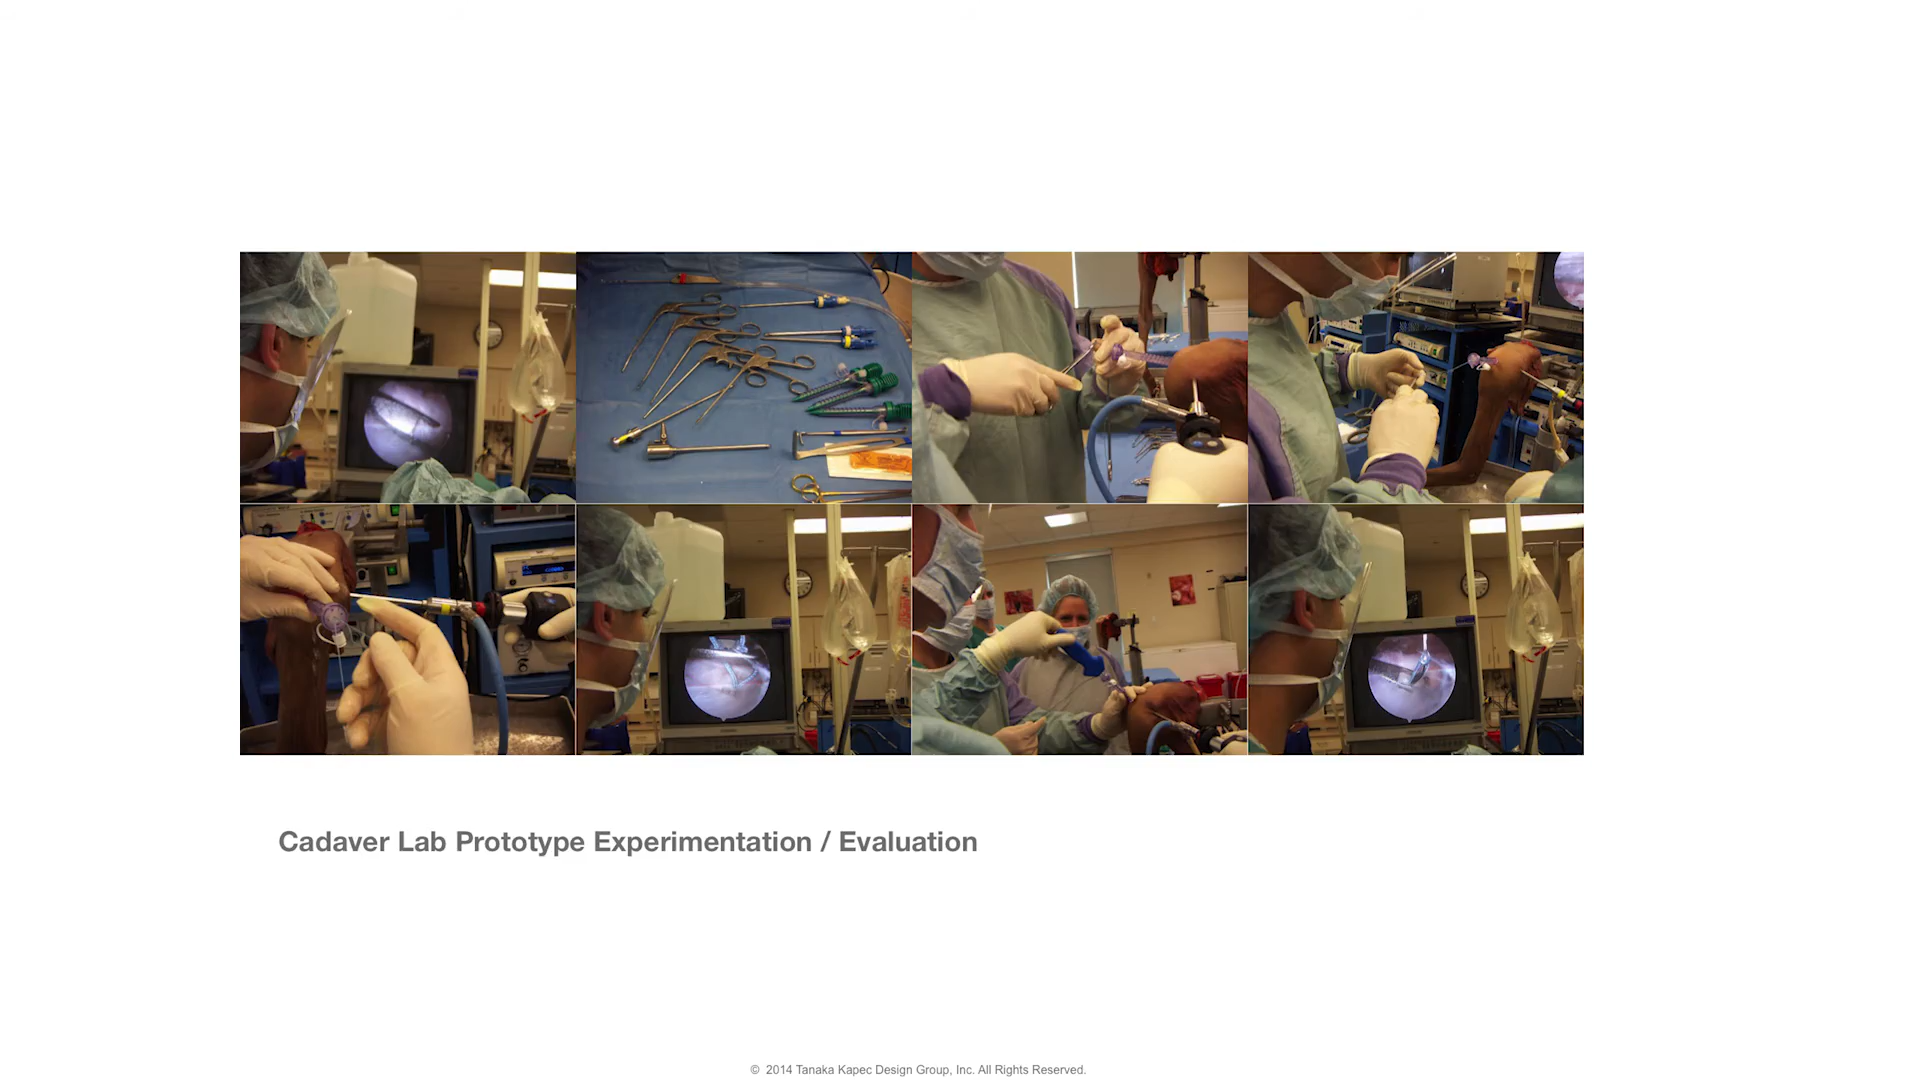 Cadaver Lab Prototype Experimentation / Evaluation
© 2014 Tanaka Kapec Design Group, Inc. All Rights Reserved.